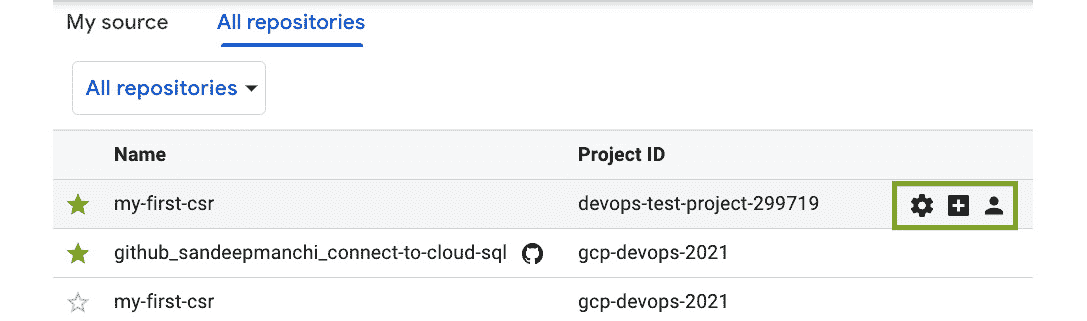 My source All repositories
All repositories
Name Project ID
my-first-csr devops-test-project-299719
github_sandeepmanchi_connect-to-cloud-sql gcp-devops-2021
my-first-csr gcp-devops-2021